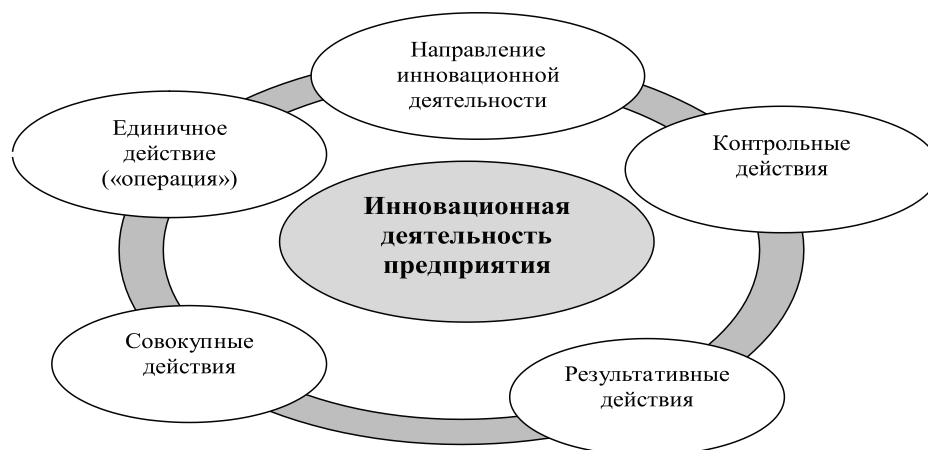 Направление
инновационной
деятельности
Единичное
действие
(«операция»)
Контрольные
действия
Инновационная
деятельность
предприятия
Совокупные
действия
Результативные
действия